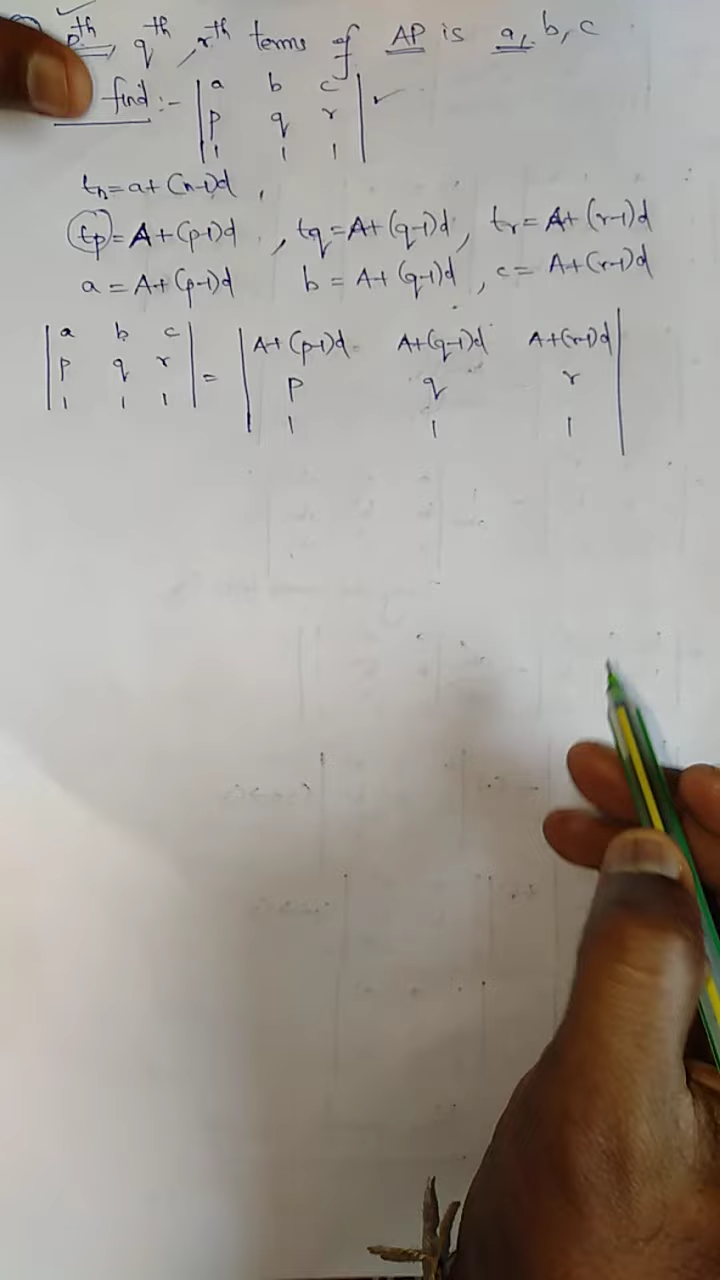 pth, qth, rth terms of AP is a, b, c
find :- | a b c |
| p q r |
| 1 1 1 |
tn = a + (n-1)d ,
tp = A + (p-1)d , tq = A + (q-1)d , tr = A + (r-1)d
a = A + (p-1)d b = A + (q-1)d , c = A + (r-1)d
| a b c | | A + (p-1)d A + (q-1)d A + (r-1)d |
| p q r | = | p q r |
| 1 1 1 | | 1 1 1 |